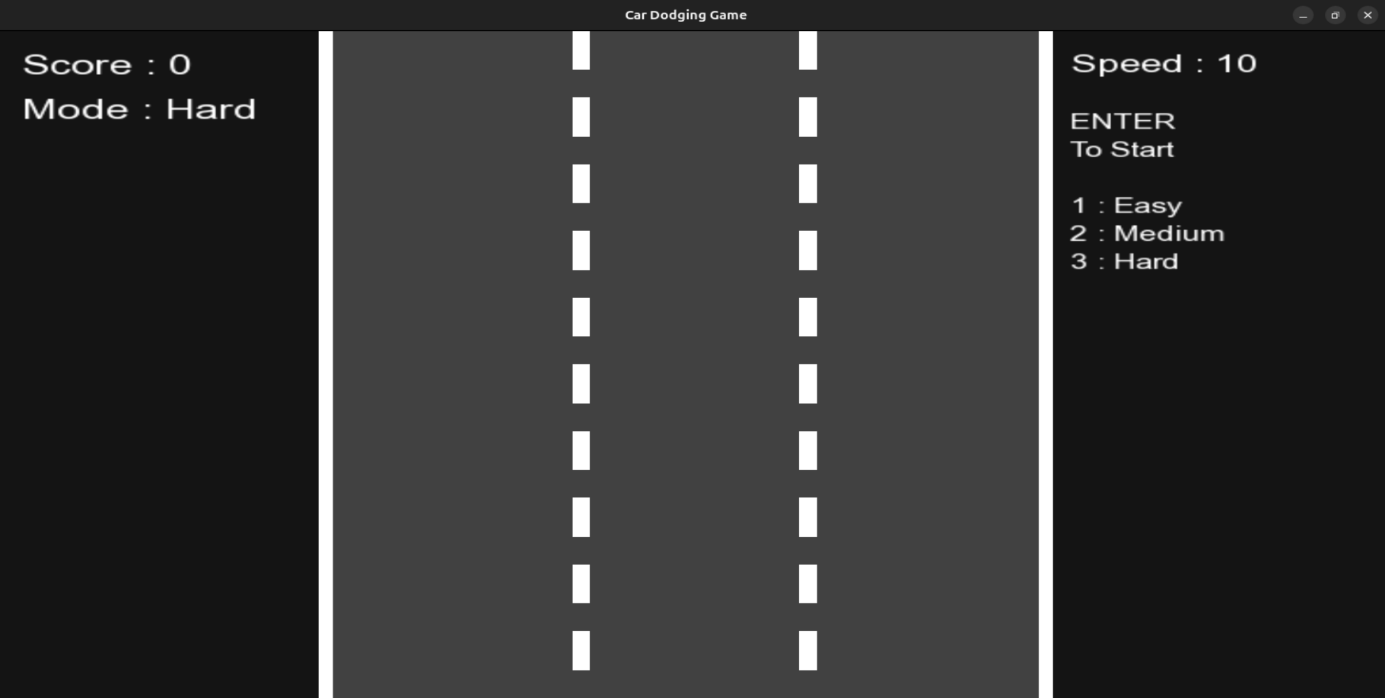 Car Dodging Game
Score : 0
Mode : Hard
Speed : 10
ENTER
To Start
1 : Easy
2 : Medium
3 : Hard